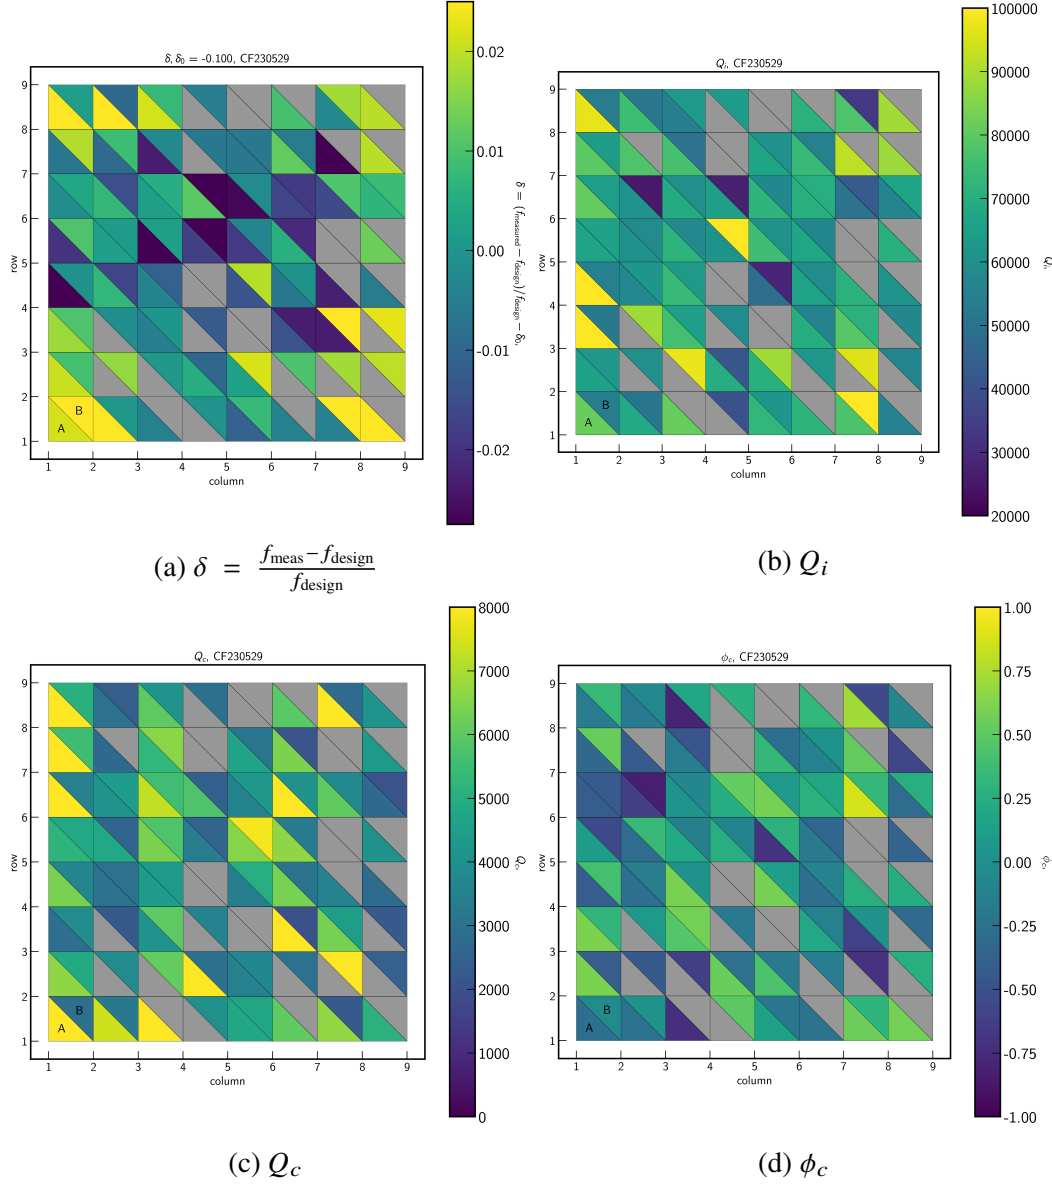 δ, δ₀ = -0.100, CF230529
9
8
7
6
5
4
3
2
1
row
B
A
1 2 3 4 5 6 7 8 9
column
0.02
0.01
0.00
-0.01
-0.02
δ = (f_measured − f_design)/f_design − δ₀,
(a) δ = (f_meas − f_design)/f_design
Q_i, CF230529
9
8
7
6
5
4
3
2
1
row
B
A
1 2 3 4 5 6 7 8 9
column
100000
90000
80000
70000
60000
50000
40000
30000
20000
Q_i,
(b) Q_i
Q_c, CF230529
9
8
7
6
5
4
3
2
1
row
B
A
1 2 3 4 5 6 7 8 9
column
8000
7000
6000
5000
4000
3000
2000
1000
0
Q_c,
(c) Q_c
ϕ_c, CF230529
9
8
7
6
5
4
3
2
1
row
B
A
1 2 3 4 5 6 7 8 9
column
1.00
0.75
0.50
0.25
0.00
-0.25
-0.50
-0.75
-1.00
ϕ_c,
(d) ϕ_c